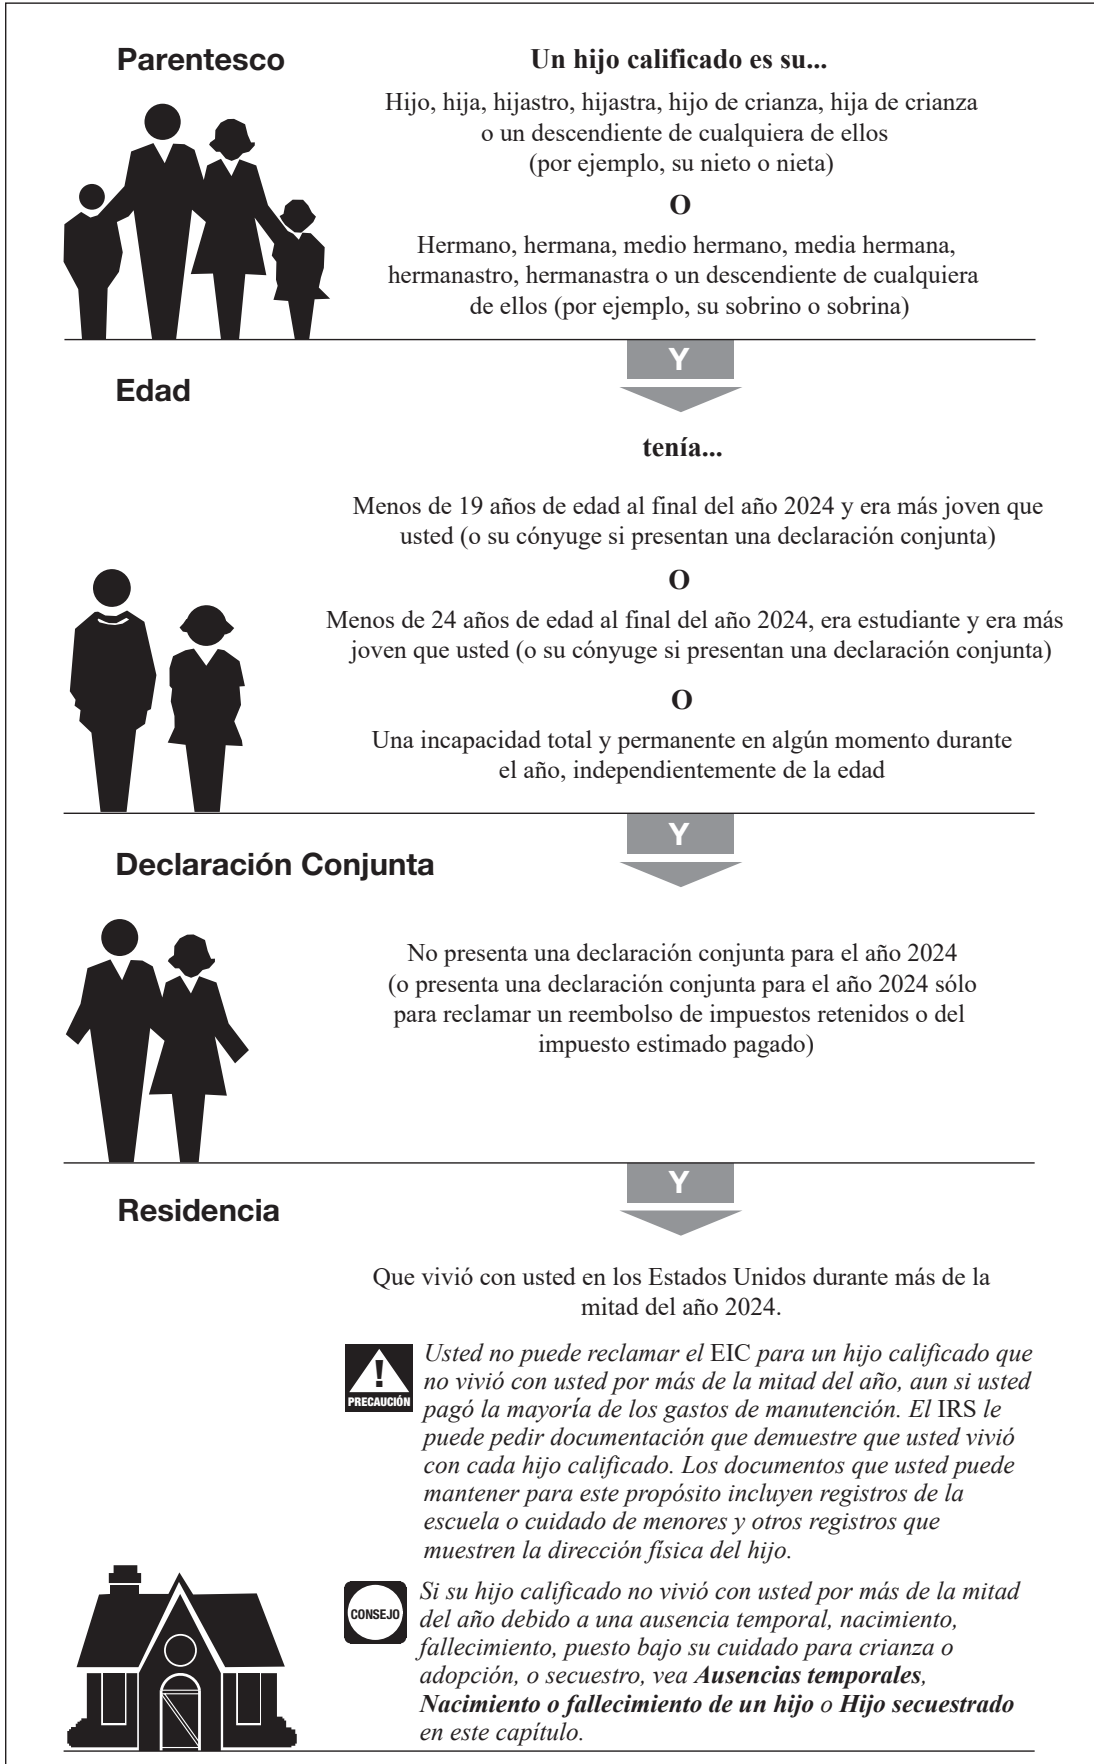 Parentesco
Un hijo calificado es su...
Hijo, hija, hijastro, hijastra, hijo de crianza, hija de crianza
o un descendiente de cualquiera de ellos
(por ejemplo, su nieto o nieta)
O
Hermano, hermana, medio hermano, media hermana,
hermanastro, hermanastra o un descendiente de cualquiera
de ellos (por ejemplo, su sobrino o sobrina)
Y
Edad
tenía...
Menos de 19 años de edad al final del año 2024 y era más joven que
usted (o su cónyuge si presentan una declaración conjunta)
O
Menos de 24 años de edad al final del año 2024, era estudiante y era más
joven que usted (o su cónyuge si presentan una declaración conjunta)
O
Una incapacidad total y permanente en algún momento durante
el año, independientemente de la edad
Y
Declaración Conjunta
No presenta una declaración conjunta para el año 2024
(o presenta una declaración conjunta para el año 2024 sólo
para reclamar un reembolso de impuestos retenidos o del
impuesto estimado pagado)
Y
Residencia
Que vivió con usted en los Estados Unidos durante más de la
mitad del año 2024.
!
PRECAUCIÓN
Usted no puede reclamar el EIC para un hijo calificado que
no vivió con usted por más de la mitad del año, aun si usted
pagó la mayoría de los gastos de manutención. El IRS le
puede pedir documentación que demuestre que usted vivió
con cada hijo calificado. Los documentos que usted puede
mantener para este propósito incluyen registros de la
escuela o cuidado de menores y otros registros que
muestren la dirección física del hijo.
CONSEJO
Si su hijo calificado no vivió con usted por más de la mitad
del año debido a una ausencia temporal, nacimiento,
fallecimiento, puesto bajo su cuidado para crianza o
adopción, o secuestro, vea Ausencias temporales,
Nacimiento o fallecimiento de un hijo o Hijo secuestrado
en este capítulo.